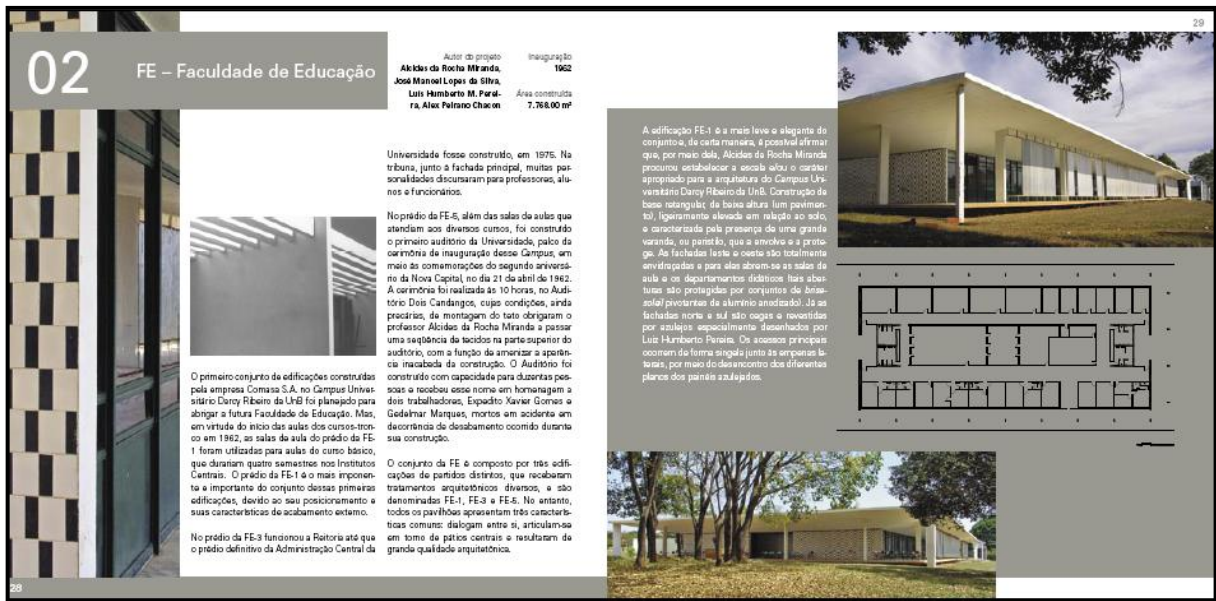 02
FE – Faculdade de Educação
Autor do projeto
Alcides da Rocha Miranda,
José Manoel Lopes da Silva,
Luis Humberto M. Perei-
ra, Alex Peirano Chacon
Inauguração
1962
Área construída
7.768.00 m²
O primeiro conjunto de edificações construídas
pela empresa Comasa S.A. no Campus Univer-
sitário Darcy Ribeiro da UnB foi planejado para
abrigar a futura Faculdade de Educação. Mas,
em virtude do início das aulas dos cursos-tron-
co em 1962, as salas de aula do prédio da FE-
1 foram utilizadas para aulas do curso básico,
que durariam quatro semestres nos Institutos
Centrais. O prédio da FE-1 é o mais imponen-
te e importante do conjunto dessas primeiras
edificações, devido ao seu posicionamento e
suas características de acabamento externo.
No prédio da FE-3 funcionou a Reitoria até que
o prédio definitivo da Administração Central da
Universidade fosse construído, em 1975. Na
tribuna, junto à fachada principal, muitas per-
sonalidades discursaram para professores, alu-
nos e funcionários.
No prédio da FE-5, além das salas de aulas que
atendiam aos diversos cursos, foi construído
o primeiro auditório da Universidade, palco da
cerimônia de inauguração desse Campus, em
meio às comemorações do segundo aniversá-
rio da Nova Capital, no dia 21 de abril de 1962.
A cerimônia foi realizada às 10 horas, no Audi-
tório Dois Candangos, cujas condições, ainda
precárias, de montagem do teto obrigaram o
professor Alcides da Rocha Miranda a passar
uma seqüência de tecidos na parte superior do
auditório, com a função de amenizar a aparên-
cia inacabada da construção. O Auditório foi
construído com capacidade para duzentas pes-
soas e recebeu esse nome em homenagem a
dois trabalhadores, Expedito Xavier Gomes e
Gedelmar Marques, mortos em acidente em
decorrência de desabamento ocorrido durante
sua construção.
O conjunto da FE é composto por três edifi-
cações de partidos distintos, que receberam
tratamentos arquitetônicos diversos, e são
denominadas FE-1, FE-3 e FE-5. No entanto,
todos os pavilhões apresentam três caracterís-
ticas comuns: dialogam entre si, articulam-se
em torno de pátios centrais e resultaram de
grande qualidade arquitetônica.
28
29
A edificação FE-1 é a mais leve e elegante do
conjunto e, de certa maneira, é possível afirmar
que, por meio dela, Alcides da Rocha Miranda
procurou estabelecer a escala e/ou o caráter
apropriado para a arquitetura do Campus Uni-
versitário Darcy Ribeiro da UnB. Construção de
base retangular, de baixa altura (um pavimen-
to), ligeiramente elevada em relação ao solo,
e caracterizada pela presença de uma grande
varanda, ou peristilo, que a envolve e a prote-
ge. As fachadas leste e oeste são totalmente
envidraçadas e para elas abrem-se as salas de
aula e os departamentos didáticos (tais aber-
turas são protegidas por conjuntos de brise-
soleil pivotantes de alumínio anodizado). Já as
fachadas norte e sul são cegas e revestidas
por azulejos especialmente desenhados por
Luiz Humberto Pereira. Os acessos principais
ocorrem de forma singela junto às empenas la-
terais, por meio do desencontro dos diferentes
planos dos painéis azulejados.